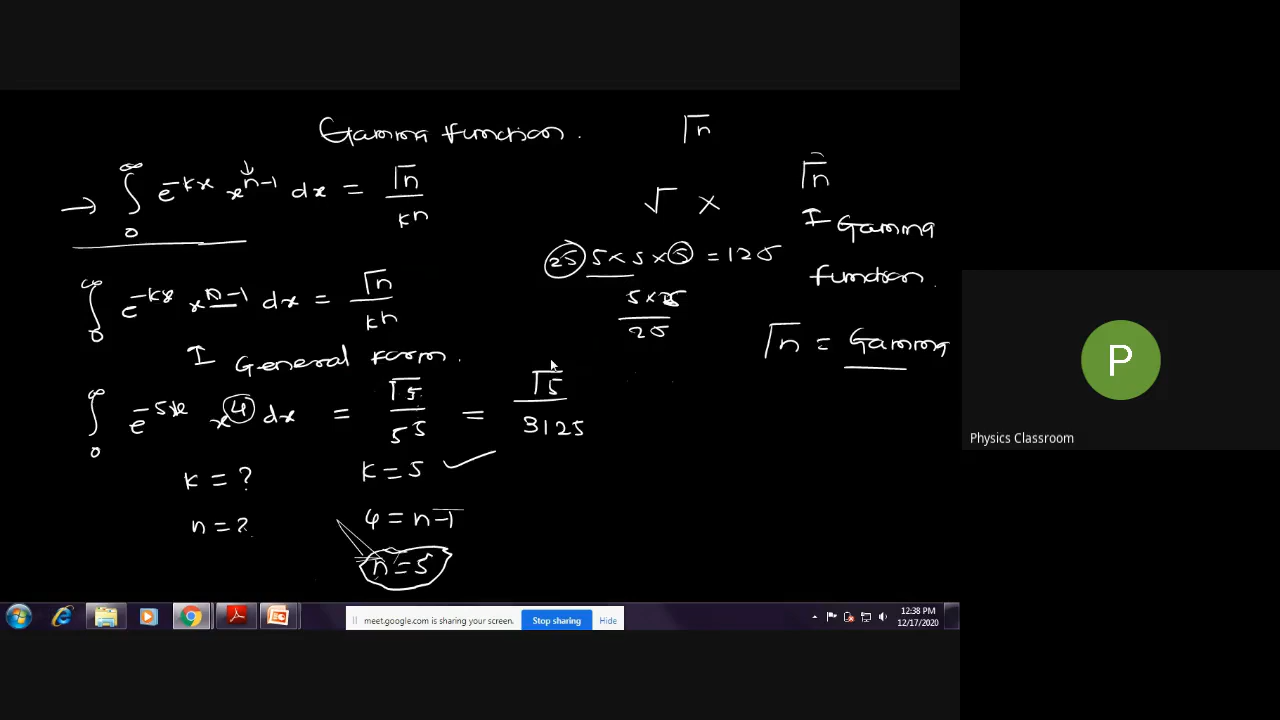 Gamma function. Γn
→ ∫₀^∞ e^-kx x^n-1 dx = Γn / k^n
√ ×
Γn
I Gamma
function.
25 5 × 5 × 5 = 125
5 × 25 / 25
∫₀^∞ e^-kx x^n-1 dx = Γn / k^n
I General form.
Γn = Gamma
∫₀^∞ e^-5x x^4 dx = Γ5 / 5^5 = Γ5 / 3125
k = ? k = 5 ✓
n = ? 4 = n-1
n = 5
P
Physics Classroom
meet.google.com is sharing your screen. Stop sharing Hide
12:38 PM
12/17/2020